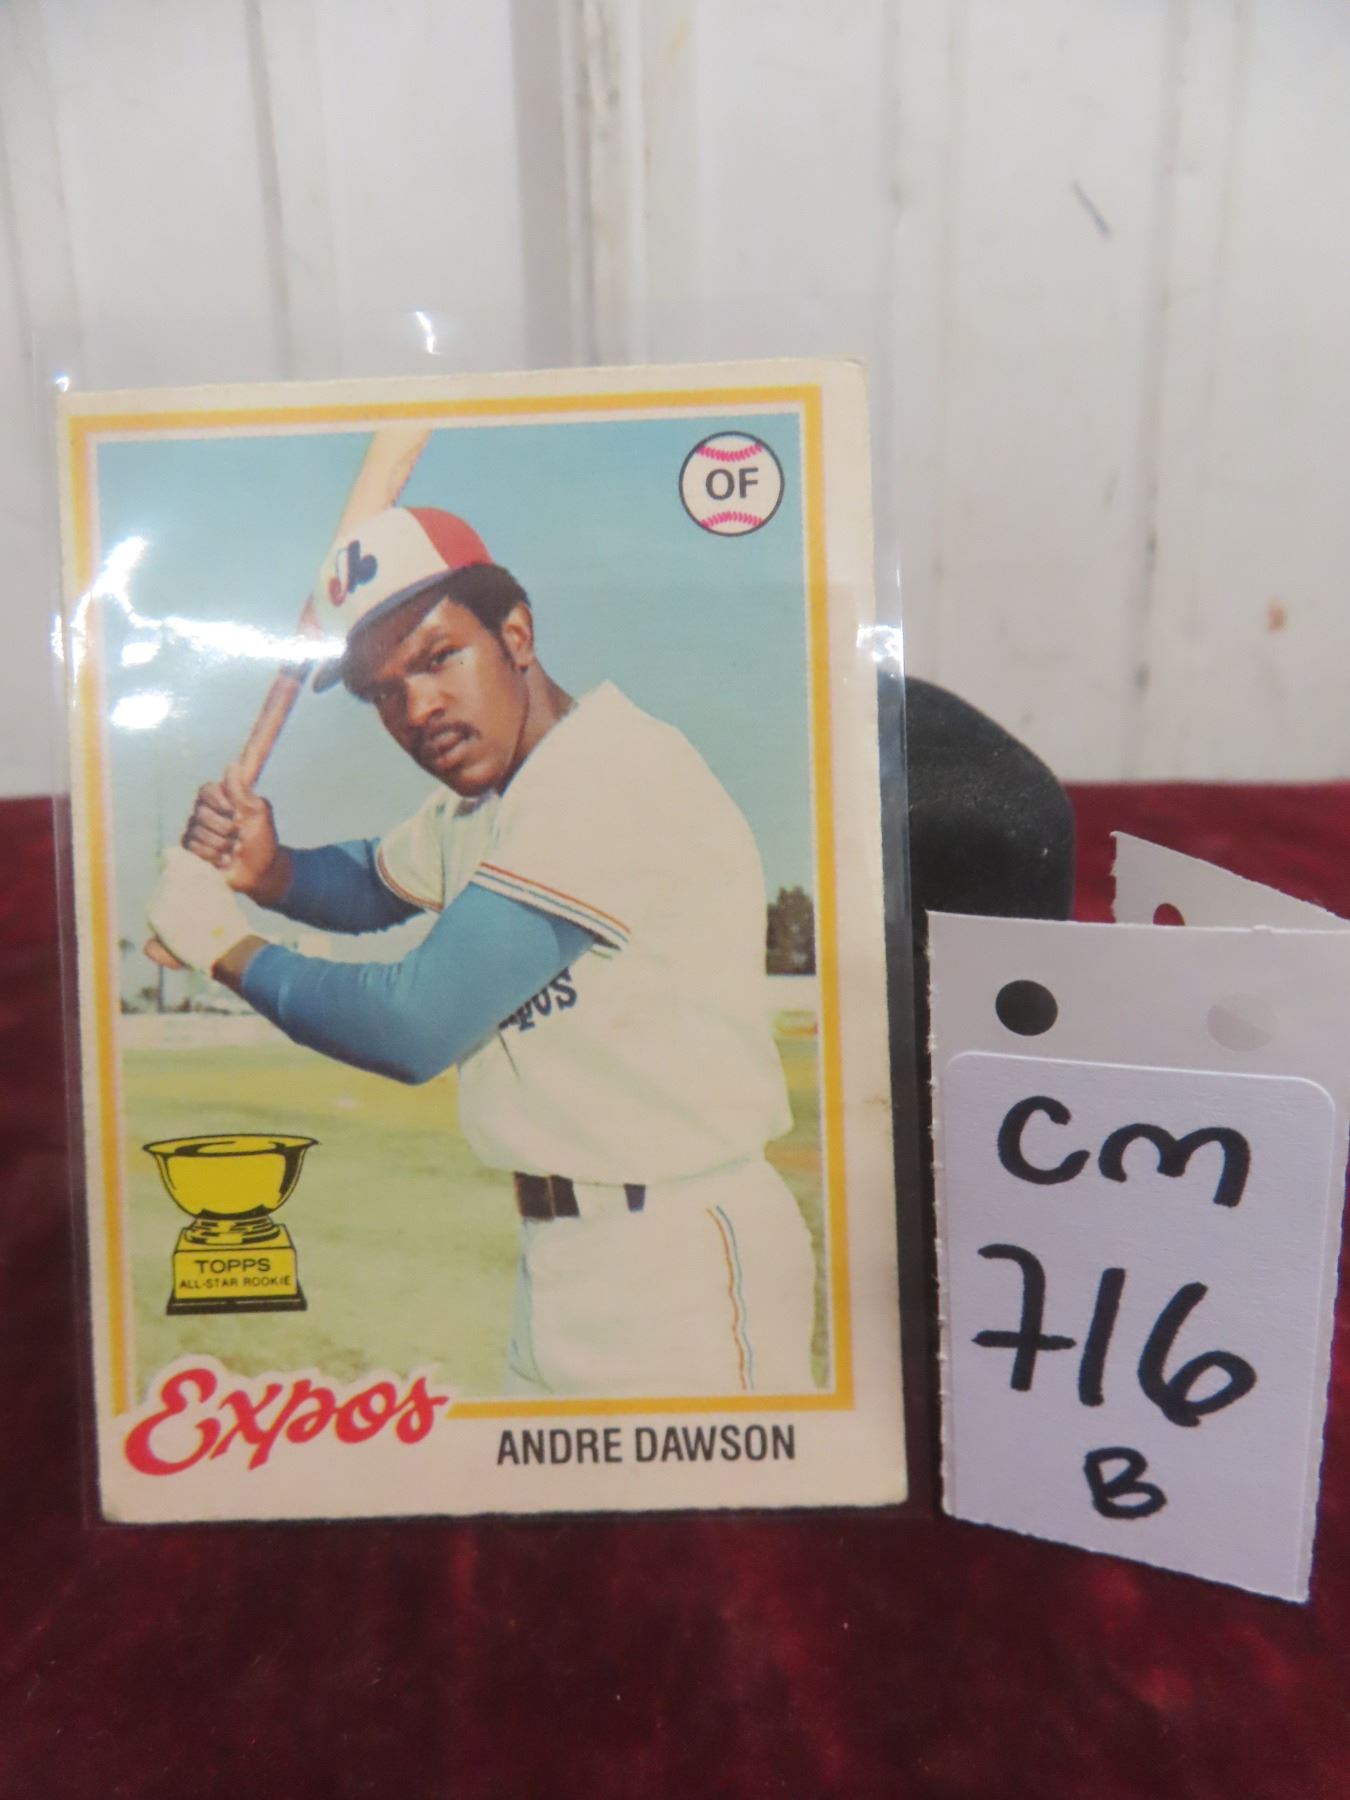 OF
TOPPS
ALL-STAR ROOKIE
Expos
ANDRE DAWSON
CM
716
B